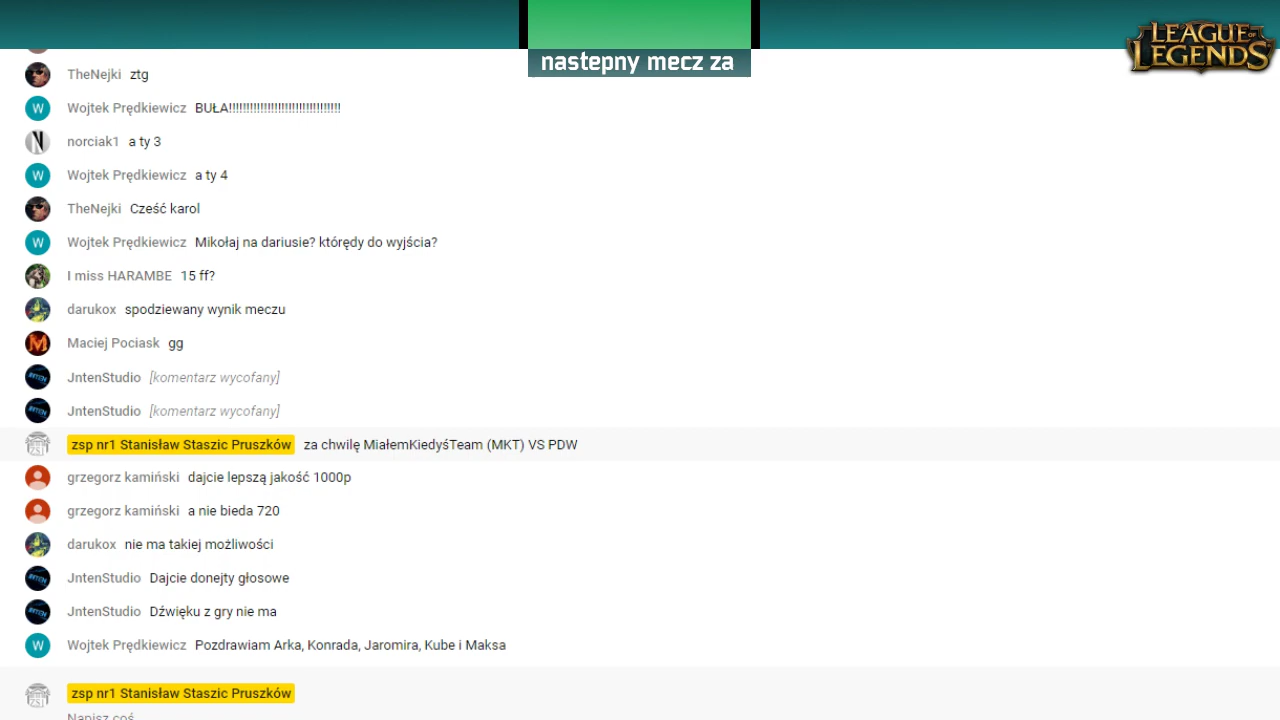 nastepny mecz za
LEAGUE OF LEGENDS
TheNejki ztg
W Wojtek Prędkiewicz BUŁA!!!!!!!!!!!!!!!!!!!!!!!!!!!!!!!!
N norciak1 a ty 3
W Wojtek Prędkiewicz a ty 4
TheNejki Cześć karol
W Wojtek Prędkiewicz Mikołaj na dariusie? którędy do wyjścia?
I miss HARAMBE 15 ff?
darukox spodziewany wynik meczu
M Maciej Pociask gg
JntenStudio [komentarz wycofany]
JntenStudio [komentarz wycofany]
zsp nr1 Stanisław Staszic Pruszków za chwilę MiałemKiedyśTeam (MKT) VS PDW
grzegorz kamiński dajcie lepszą jakość 1000p
grzegorz kamiński a nie bieda 720
darukox nie ma takiej możliwości
JntenStudio Dajcie donejty głosowe
JntenStudio Dźwięku z gry nie ma
W Wojtek Prędkiewicz Pozdrawiam Arka, Konrada, Jaromira, Kube i Maksa
zsp nr1 Stanisław Staszic Pruszków
Napisz coś